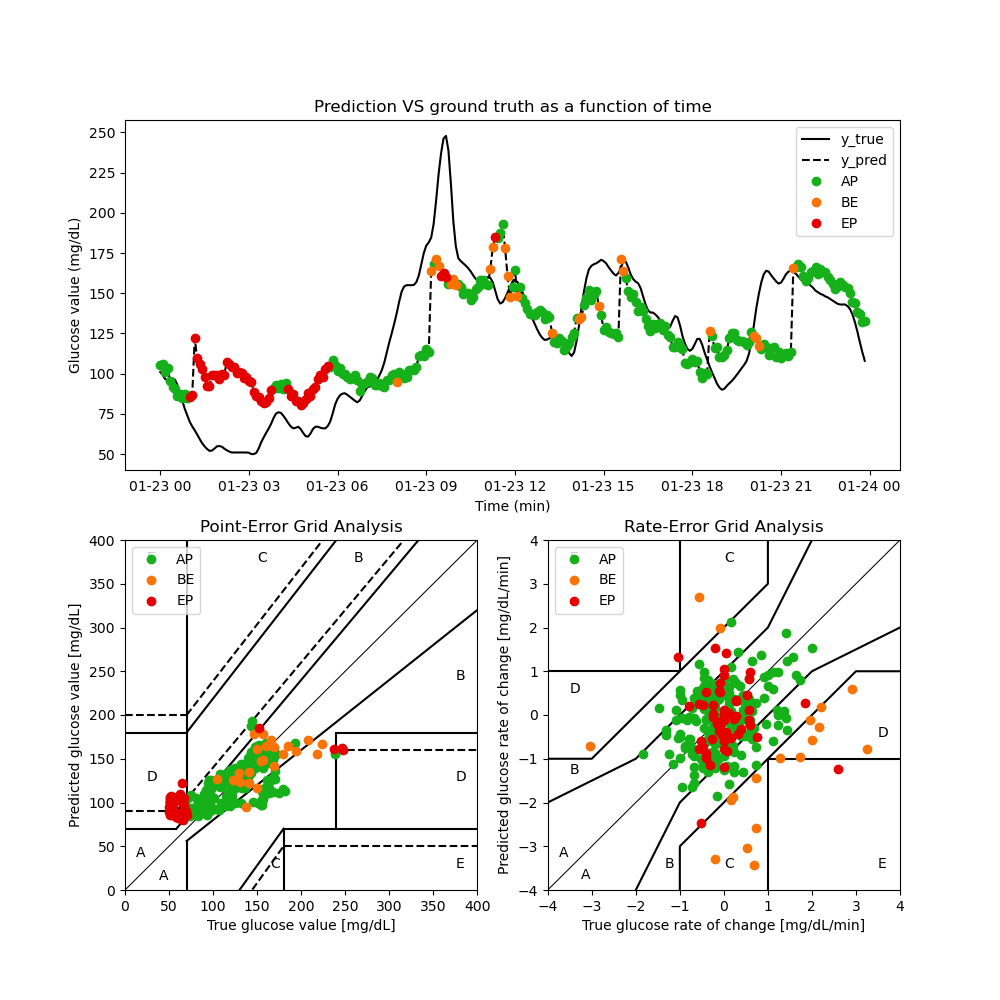 Prediction VS ground truth as a function of time
Glucose value (mg/dL)
250
225
200
175
150
125
100
75
50
y_true
y_pred
AP
BE
EP
01-23 00 01-23 03 01-23 06 01-23 09 01-23 12 01-23 15 01-23 18 01-23 21 01-24 00
Time (min)
Point-Error Grid Analysis
Predicted glucose value [mg/dL]
400
350
300
250
200
150
100
50
0
AP
BE
EP
C
B
B
D
D
A
A
C
E
0 50 100 150 200 250 300 350 400
True glucose value [mg/dL]
Rate-Error Grid Analysis
Predicted glucose rate of change [mg/dL/min]
4
3
2
1
0
−1
−2
−3
−4
AP
BE
EP
C
D
D
B
A
A
B
C
E
−4 −3 −2 −1 0 1 2 3 4
True glucose rate of change [mg/dL/min]